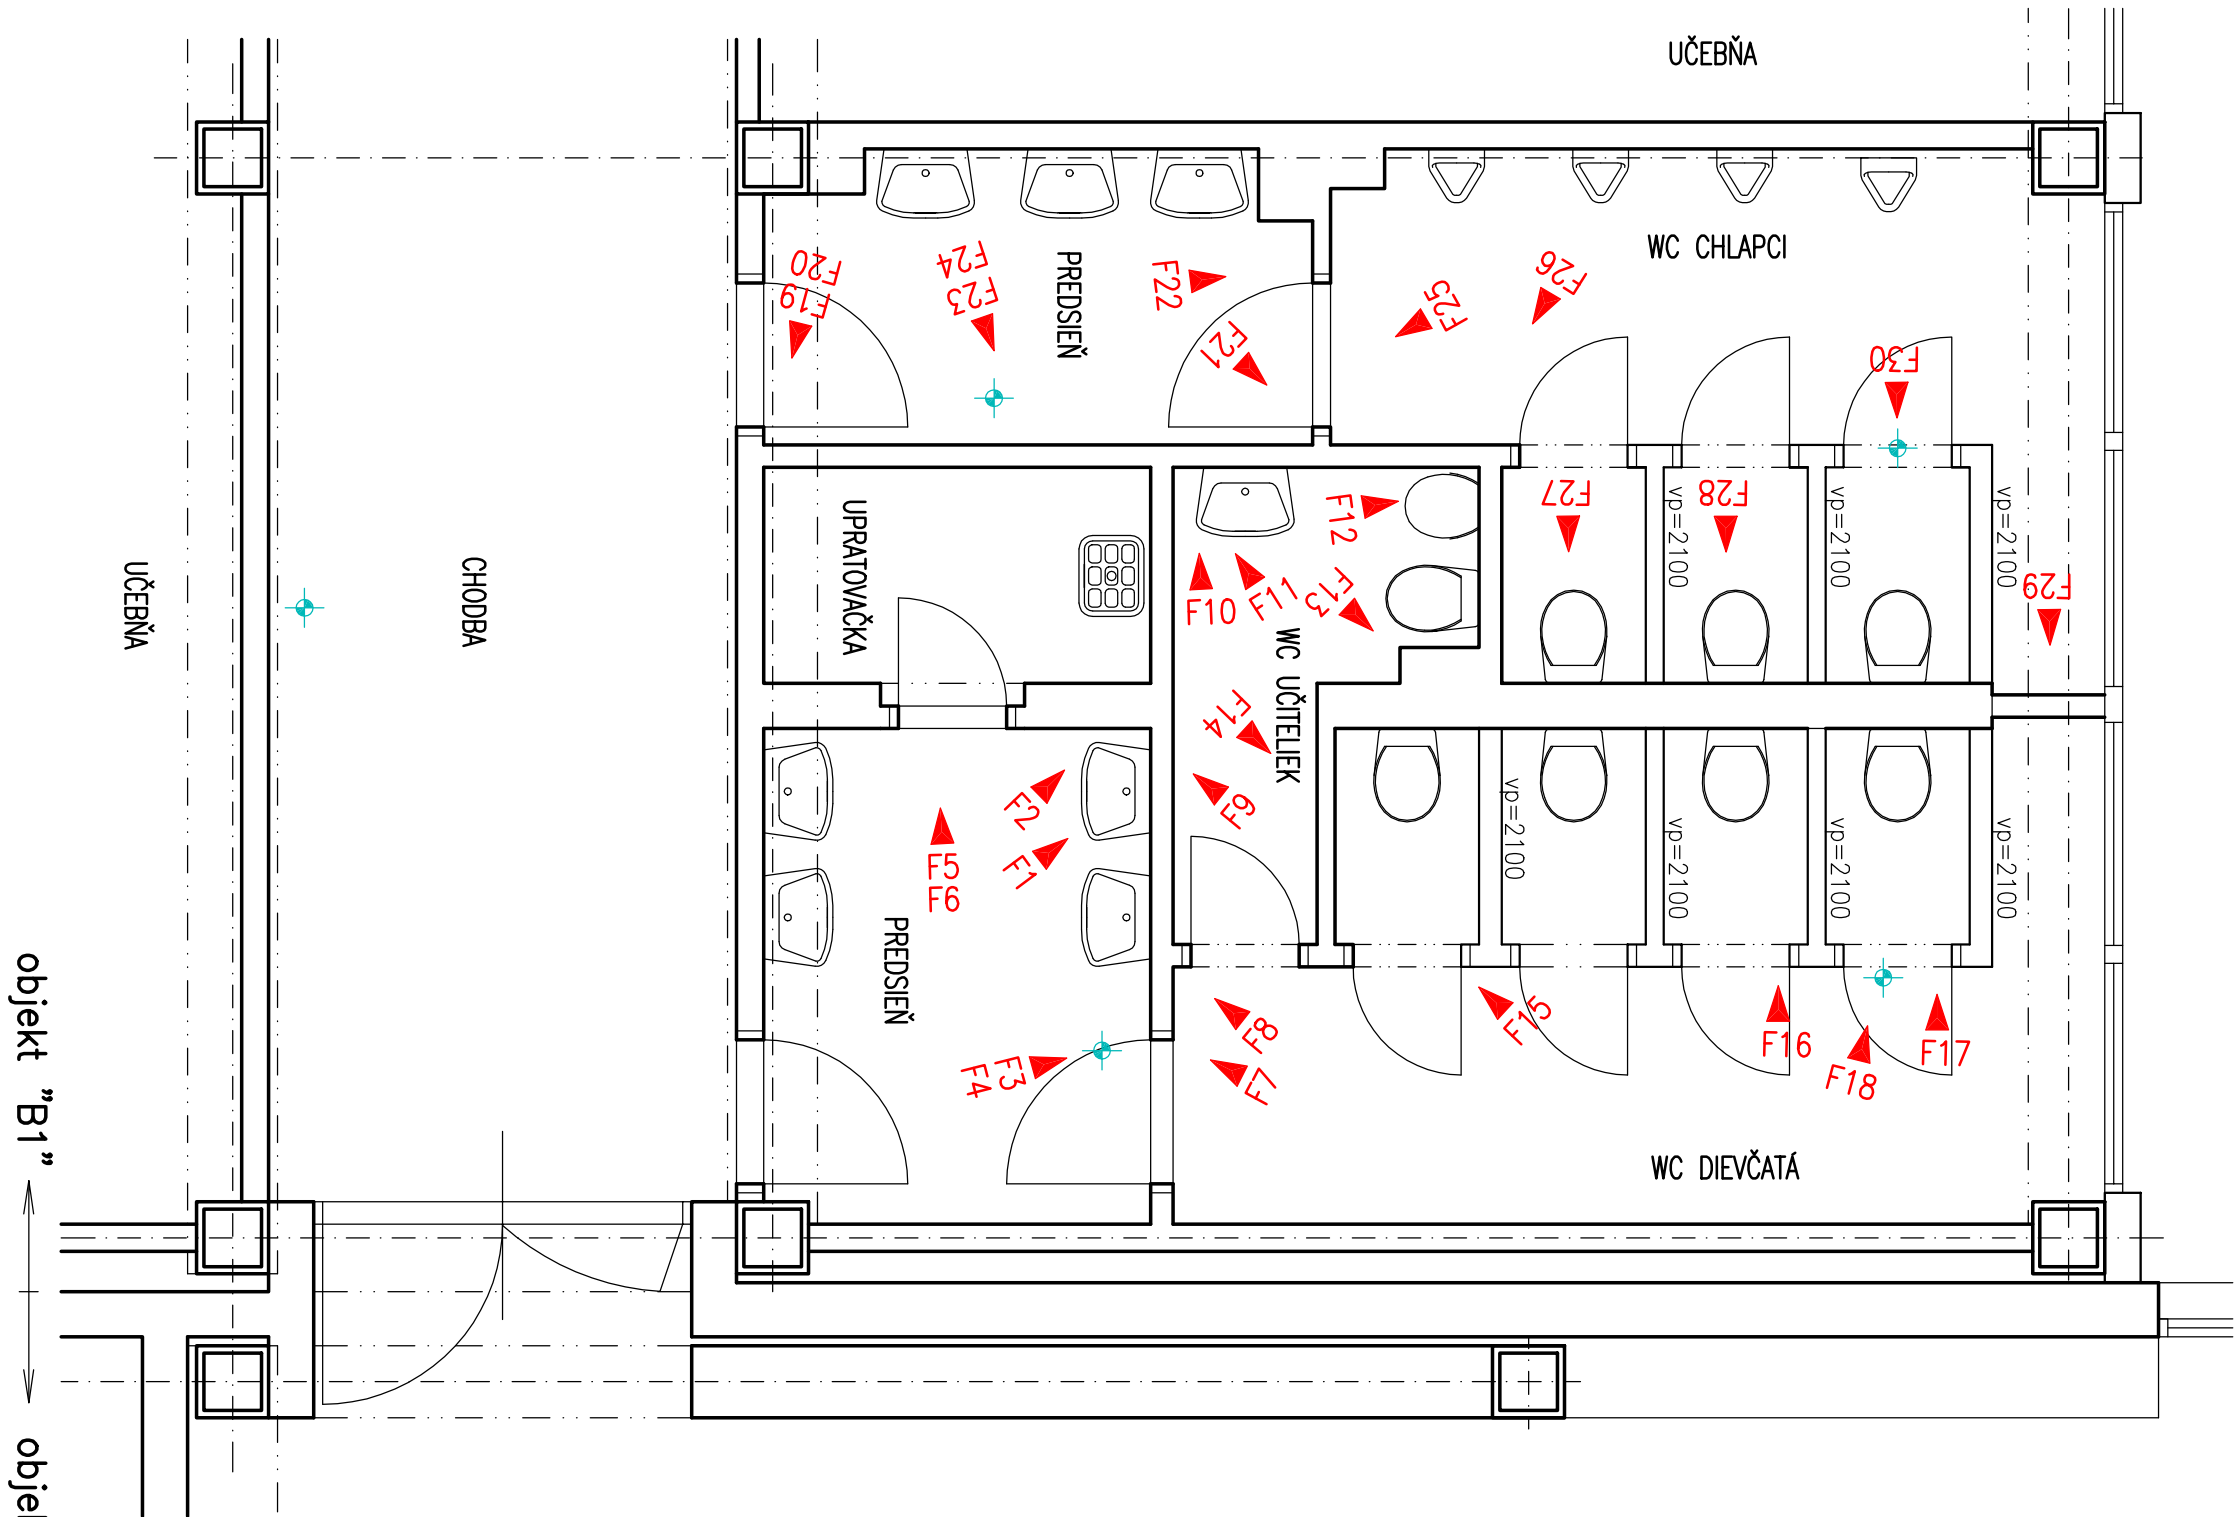 UČEBŇA
WC CHLAPCI
PREDSIEŇ
F20
F19
F24
F23
F22
F21
F25
F26
F30
F27
F28
F29
vp=2100
vp=2100
vp=2100
UČEBŇA
CHODBA
UPRATOVAČKA
F12
F10
F11
F13
WC UČITELIEK
F14
F9
F2
F1
F5
F6
vp=2100
vp=2100
vp=2100
vp=2100
PREDSIEŇ
F3
F4
F8
F7
F15
F16
F18
F17
WC DIEVČATÁ
objekt "B1"
obje